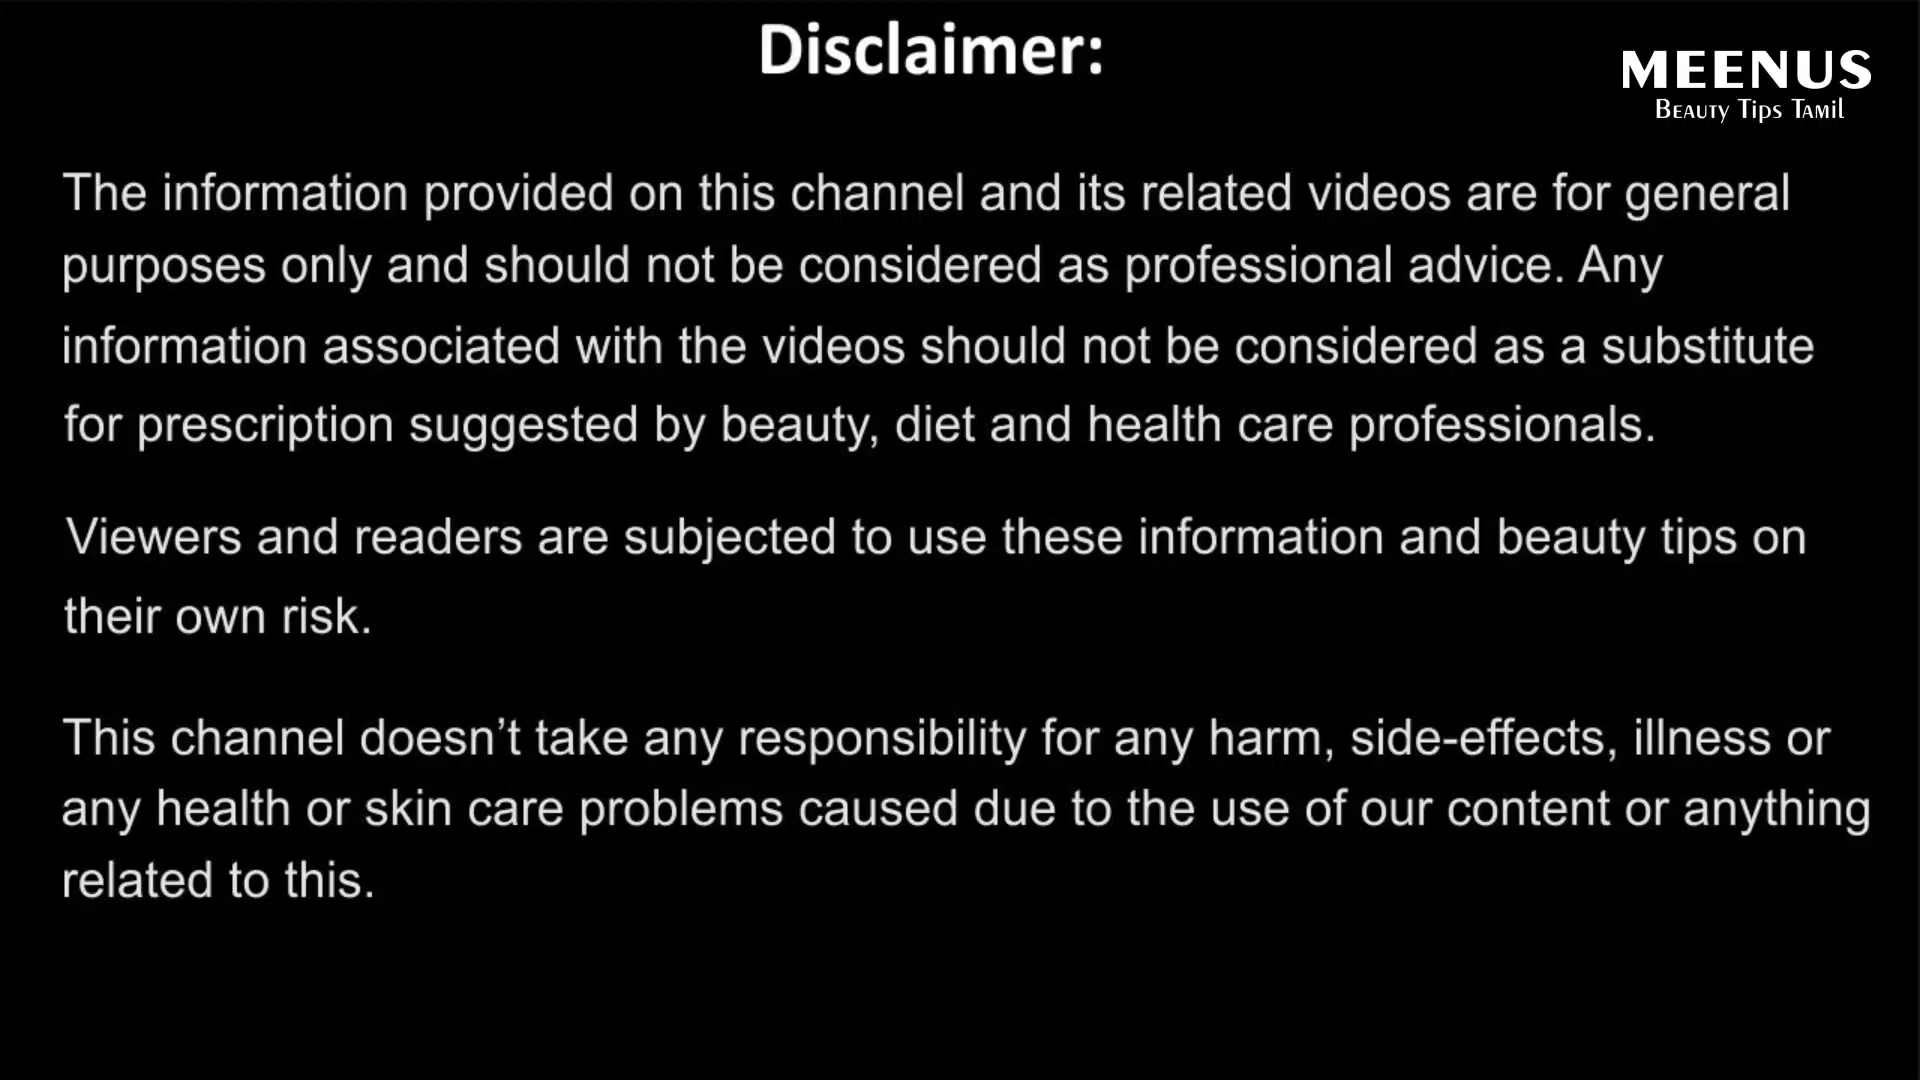 Disclaimer:
MEENUS
Beauty Tips Tamil
The information provided on this channel and its related videos are for general
purposes only and should not be considered as professional advice. Any
information associated with the videos should not be considered as a substitute
for prescription suggested by beauty, diet and health care professionals.
Viewers and readers are subjected to use these information and beauty tips on
their own risk.
This channel doesn’t take any responsibility for any harm, side-effects, illness or
any health or skin care problems caused due to the use of our content or anything
related to this.